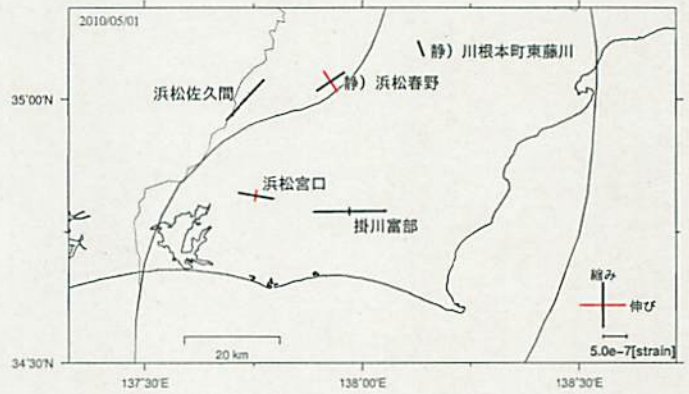 2010/05/01
静）川根本町東藤川
静）浜松春野
浜松佐久間
35°00'N
浜松宮口
掛川富部
縮み
伸び
20 km
5.0e-7[strain]
34°30'N
137°30'E
138°00'E
138°30'E